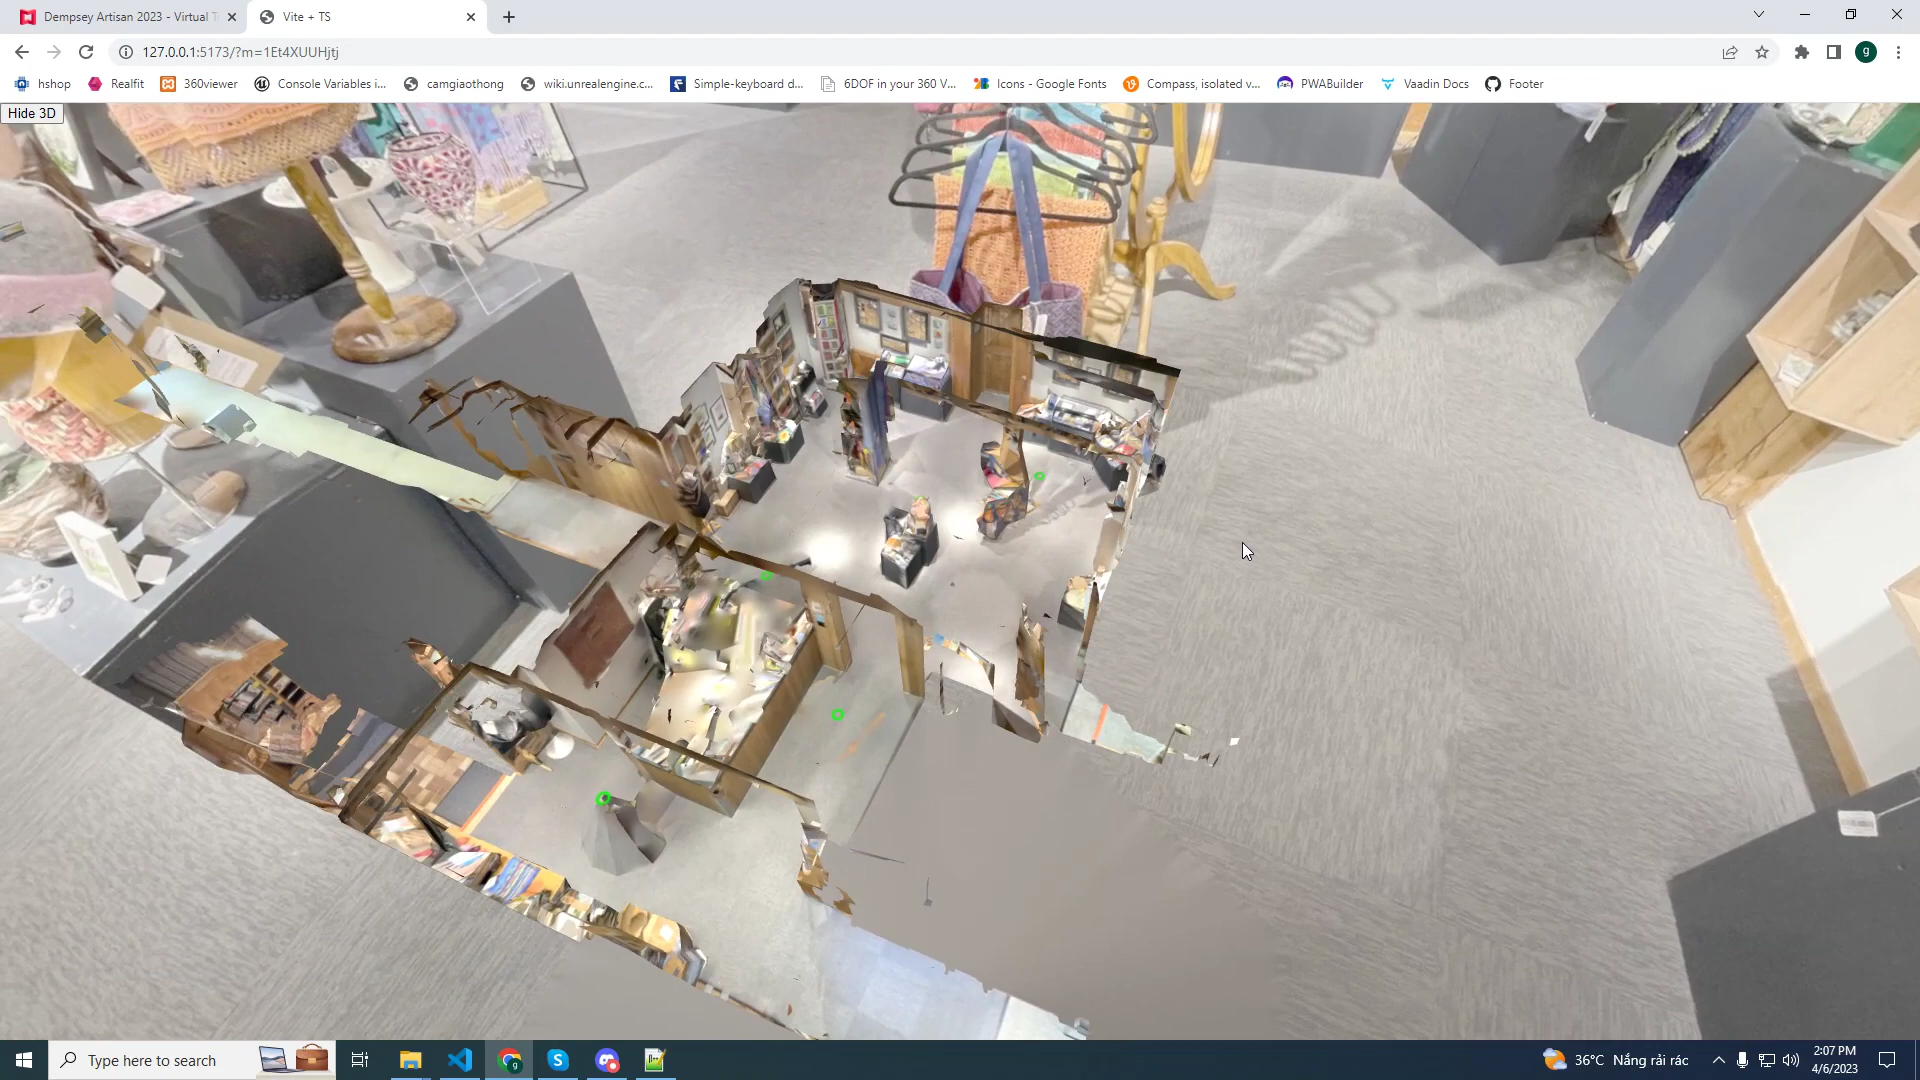 Dempsey Artisan 2023 - Virtual T
Vite + TS
127.0.0.1:5173/?m=1Et4XUUHjtj
g
hshop
Realfit
360viewer
Console Variables i...
camgiaothong
wiki.unrealengine.c...
Simple-keyboard d...
6DOF in your 360 V...
Icons - Google Fonts
Compass, isolated v...
PWABuilder
Vaadin Docs
Footer
Hide 3D
Type here to search
36°C Nắng rải rác
2:07 PM
4/6/2023